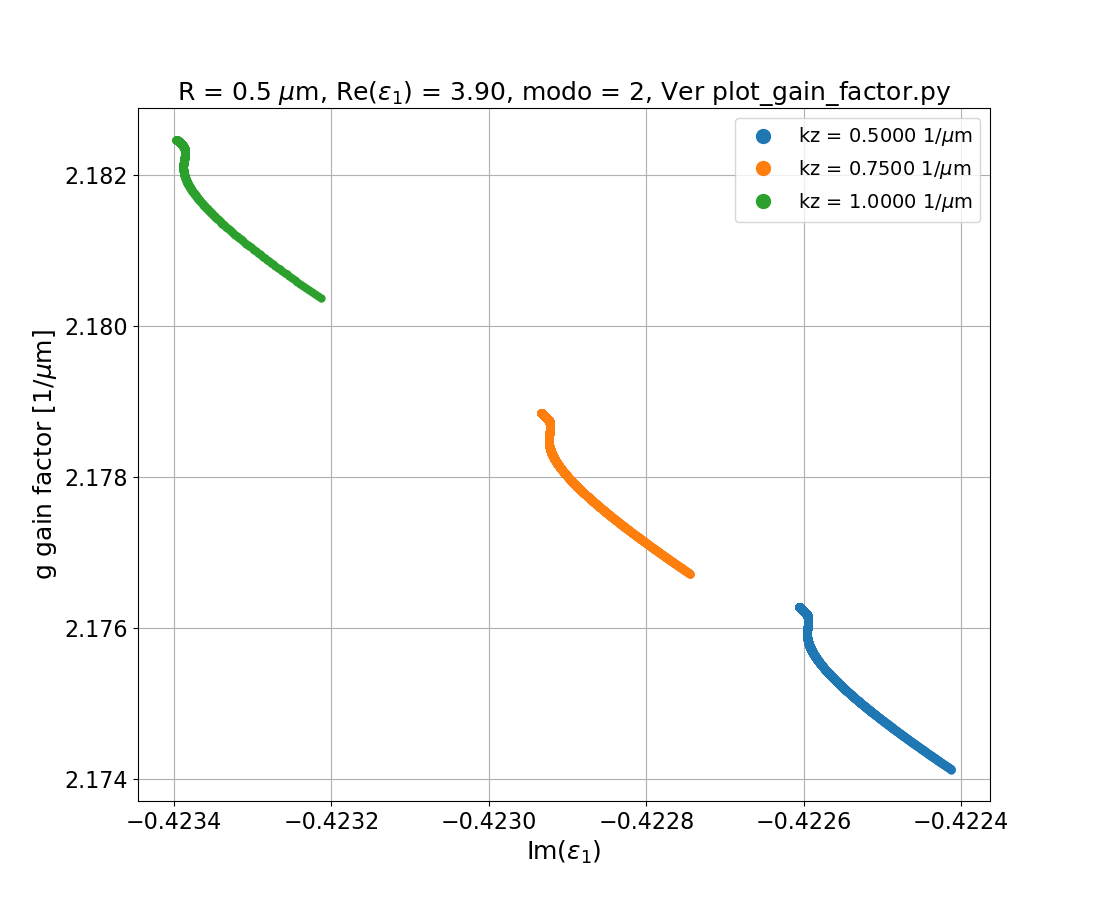 R = 0.5 μm, Re(ε₁) = 3.90, modo = 2, Ver plot_gain_factor.py
kz = 0.5000 1/μm
kz = 0.7500 1/μm
kz = 1.0000 1/μm
g gain factor [1/μm]
2.182
2.180
2.178
2.176
2.174
−0.4234 −0.4232 −0.4230 −0.4228 −0.4226 −0.4224
Im(ε₁)